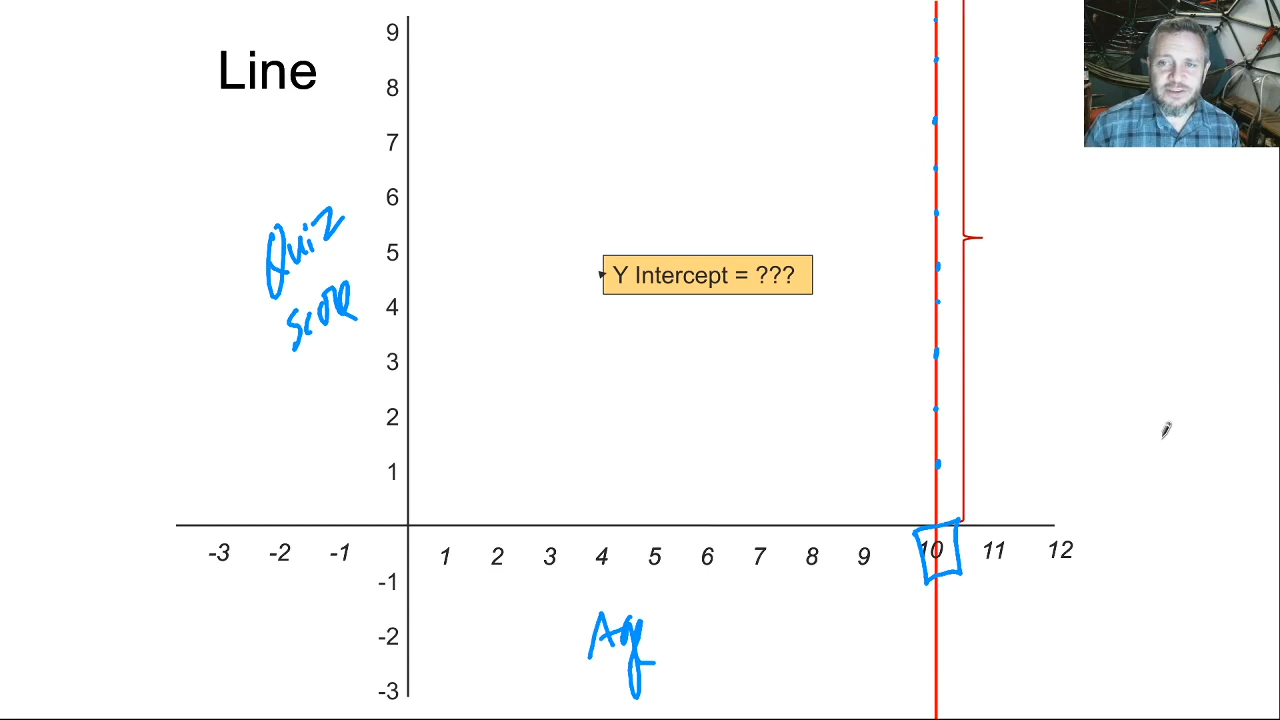 Line
9
8
7
6
5
4
3
2
1
Quiz
score
Y Intercept = ???
-3 -2 -1 1 2 3 4 5 6 7 8 9 10 11 12
-1
-2
-3
Age